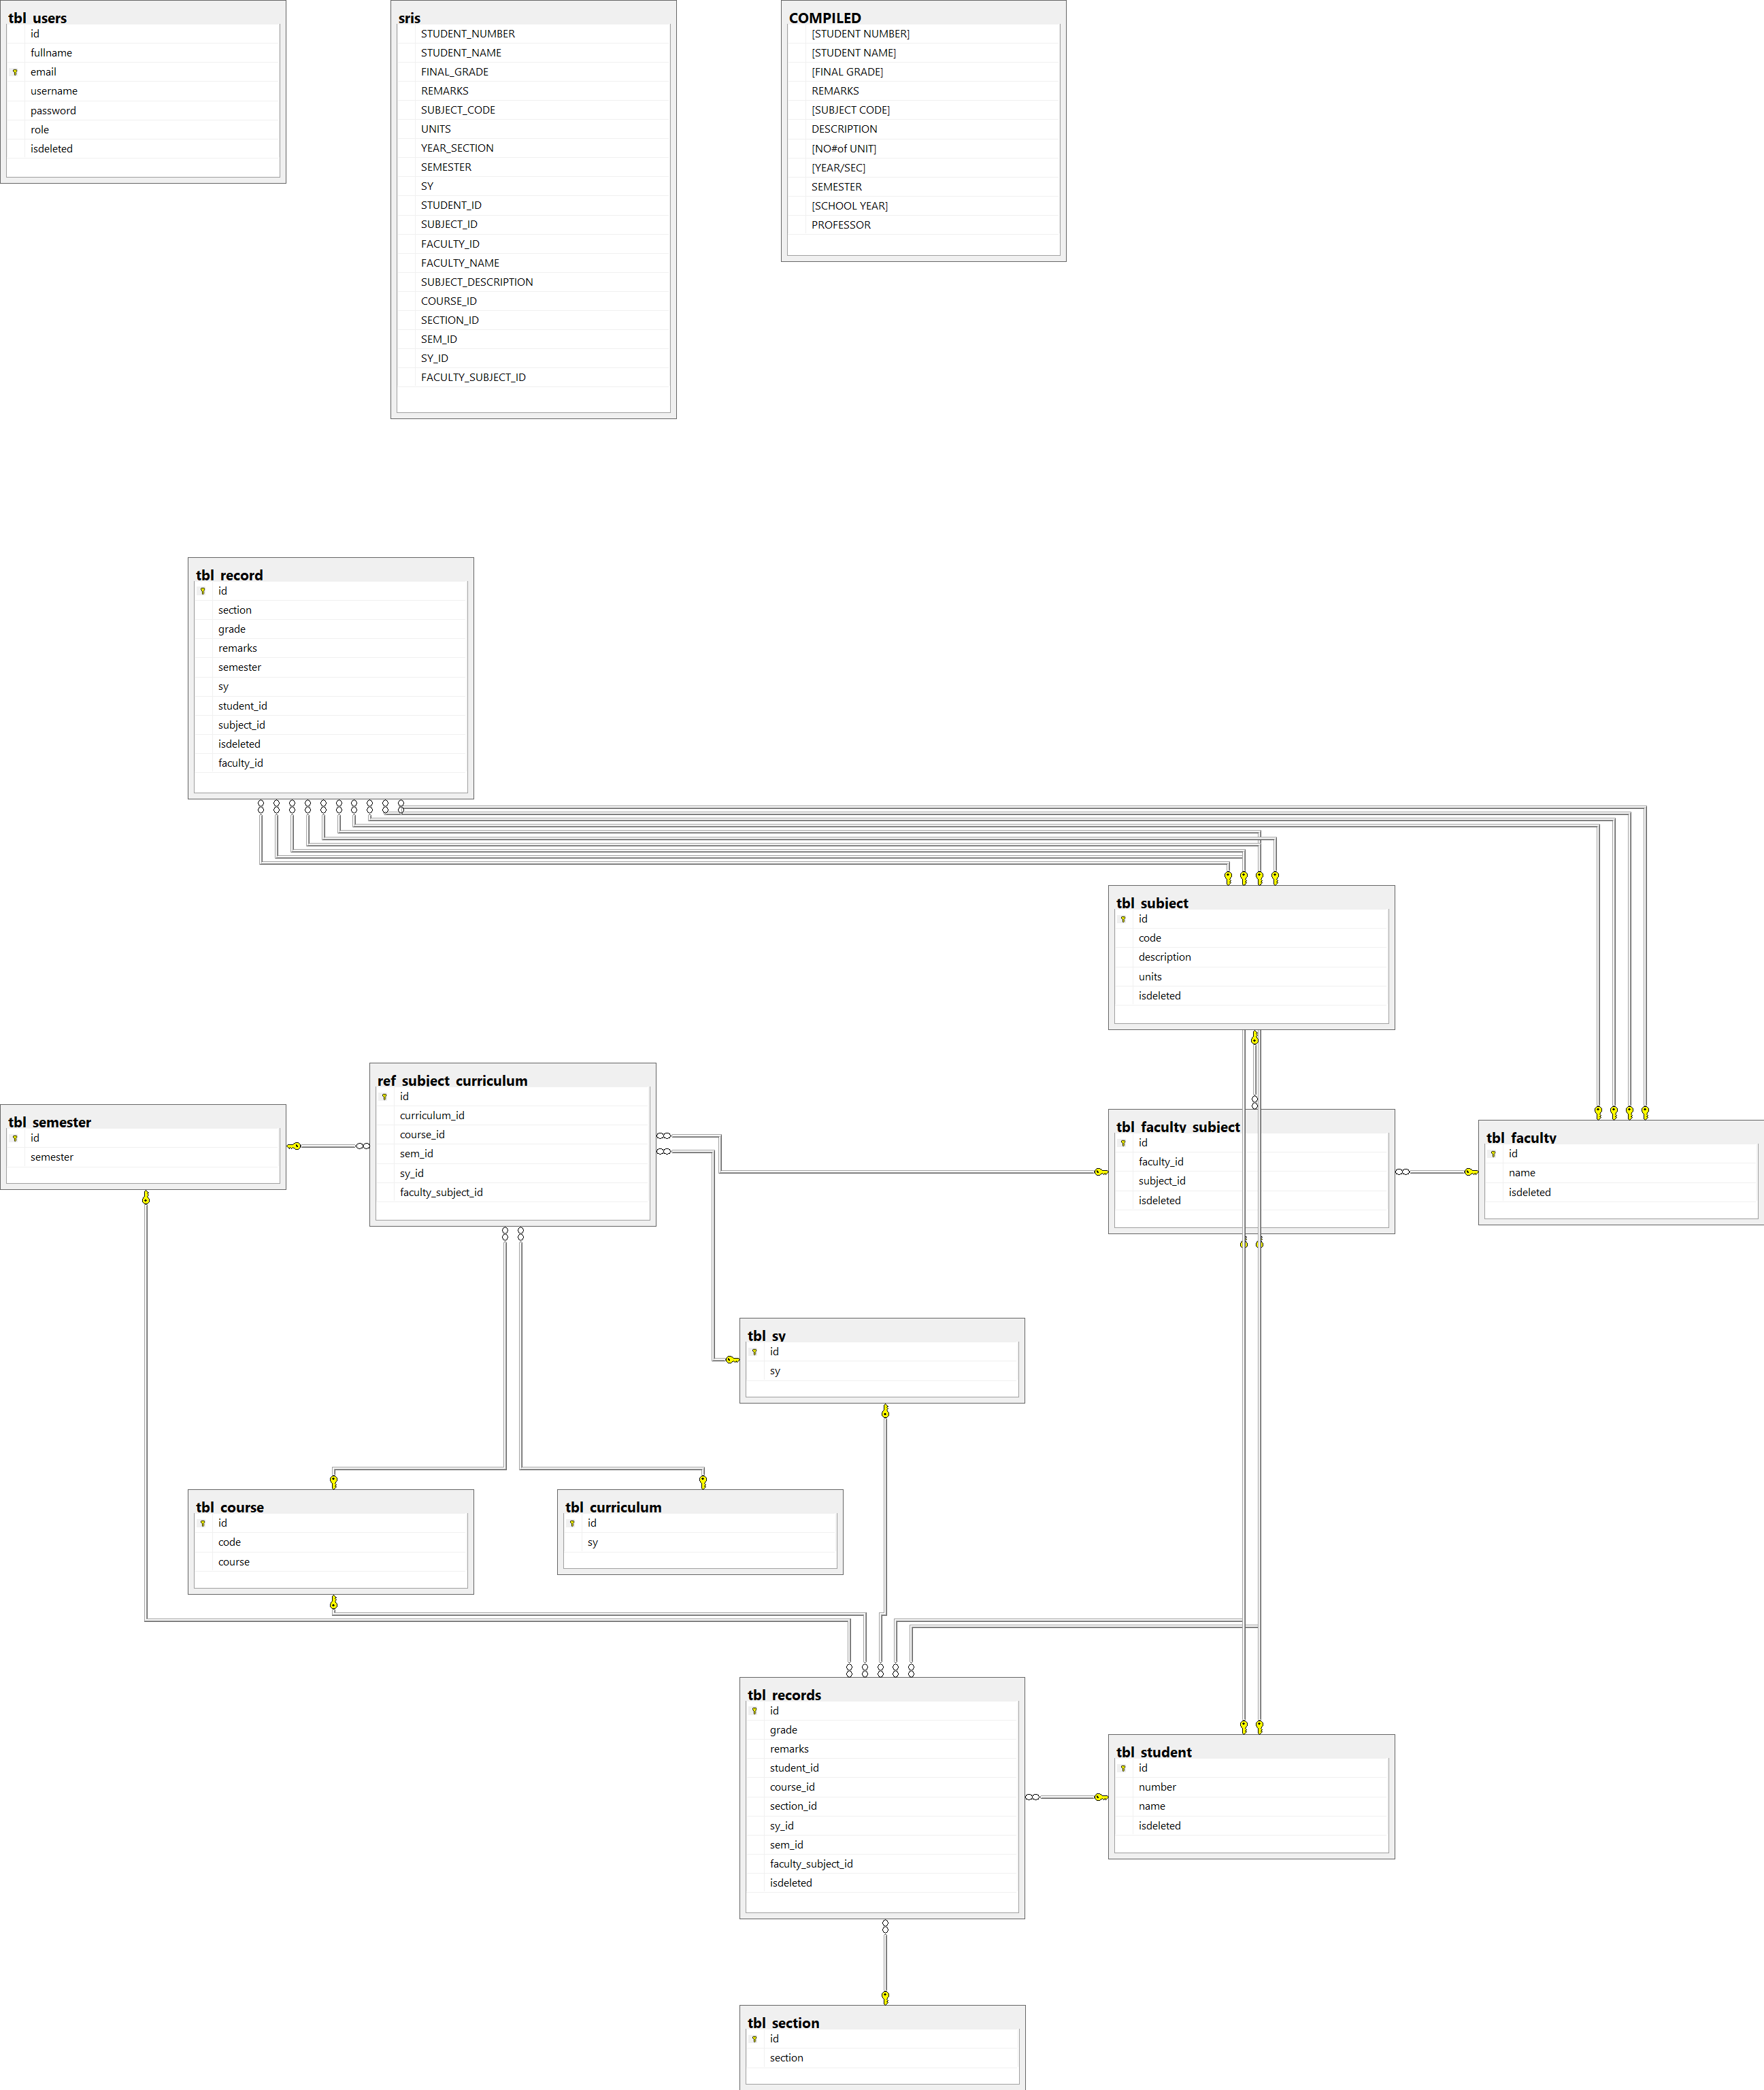 tbl_users
id
fullname
email
username
password
role
isdeleted
sris
STUDENT_NUMBER
STUDENT_NAME
FINAL_GRADE
REMARKS
SUBJECT_CODE
UNITS
YEAR_SECTION
SEMESTER
SY
STUDENT_ID
SUBJECT_ID
FACULTY_ID
FACULTY_NAME
SUBJECT_DESCRIPTION
COURSE_ID
SECTION_ID
SEM_ID
SY_ID
FACULTY_SUBJECT_ID
COMPILED
[STUDENT NUMBER]
[STUDENT NAME]
[FINAL GRADE]
REMARKS
[SUBJECT CODE]
DESCRIPTION
[NO#of UNIT]
[YEAR/SEC]
SEMESTER
[SCHOOL YEAR]
PROFESSOR
tbl_record
id
section
grade
remarks
semester
sy
student_id
subject_id
isdeleted
faculty_id
tbl_subject
id
code
description
units
isdeleted
ref_subject_curriculum
id
curriculum_id
course_id
sem_id
sy_id
faculty_subject_id
tbl_semester
id
semester
tbl_faculty_subject
id
faculty_id
subject_id
isdeleted
tbl_faculty
id
name
isdeleted
tbl_sy
id
sy
tbl_course
id
code
course
tbl_curriculum
id
sy
tbl_records
id
grade
remarks
student_id
course_id
section_id
sy_id
sem_id
faculty_subject_id
isdeleted
tbl_student
id
number
name
isdeleted
tbl_section
id
section